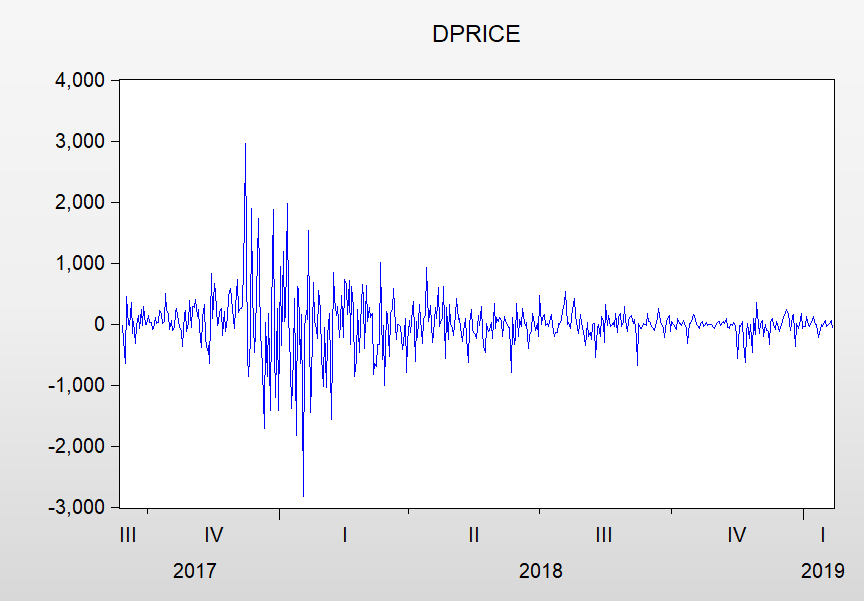 DPRICE
4,000
3,000
2,000
1,000
0
-1,000
-2,000
-3,000
III IV I II III IV I
2017 2018 2019